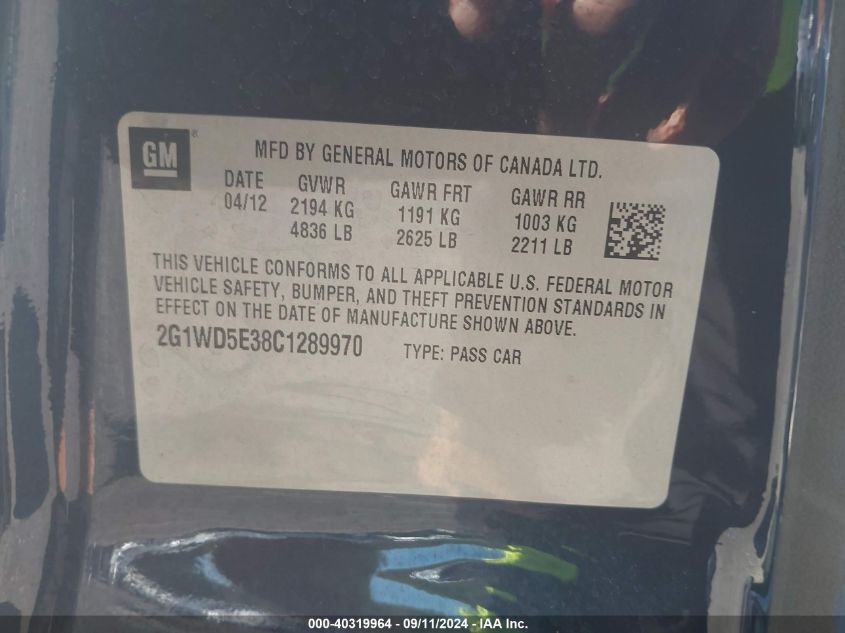 GM
MFD BY GENERAL MOTORS OF CANADA LTD.
DATE GVWR GAWR FRT GAWR RR
04/12 2194 KG 1191 KG 1003 KG
4836 LB 2625 LB 2211 LB
THIS VEHICLE CONFORMS TO ALL APPLICABLE U.S. FEDERAL MOTOR
VEHICLE SAFETY, BUMPER, AND THEFT PREVENTION STANDARDS IN
EFFECT ON THE DATE OF MANUFACTURE SHOWN ABOVE.
2G1WD5E38C1289970 TYPE: PASS CAR
000-40319964 - 09/11/2024 - IAA Inc.